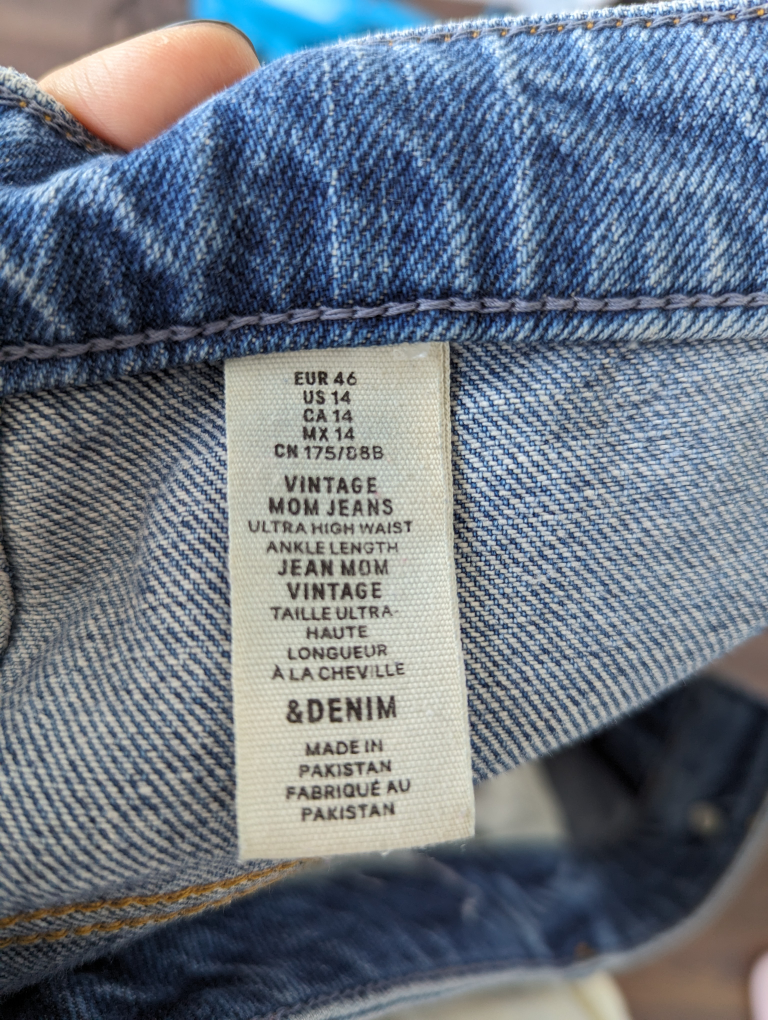 EUR 46
US 14
CA 14
MX 14
CN 175/88B
VINTAGE
MOM JEANS
ULTRA HIGH WAIST
ANKLE LENGTH
JEAN MOM
VINTAGE
TAILLE ULTRA-
HAUTE
LONGUEUR
À LA CHEVILLE
&DENIM
MADE IN
PAKISTAN
FABRIQUÉ AU
PAKISTAN